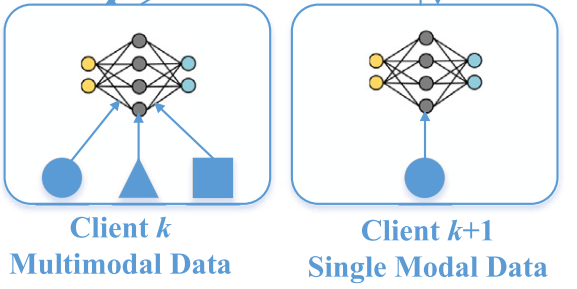 Client k
Multimodal Data
Client k+1
Single Modal Data